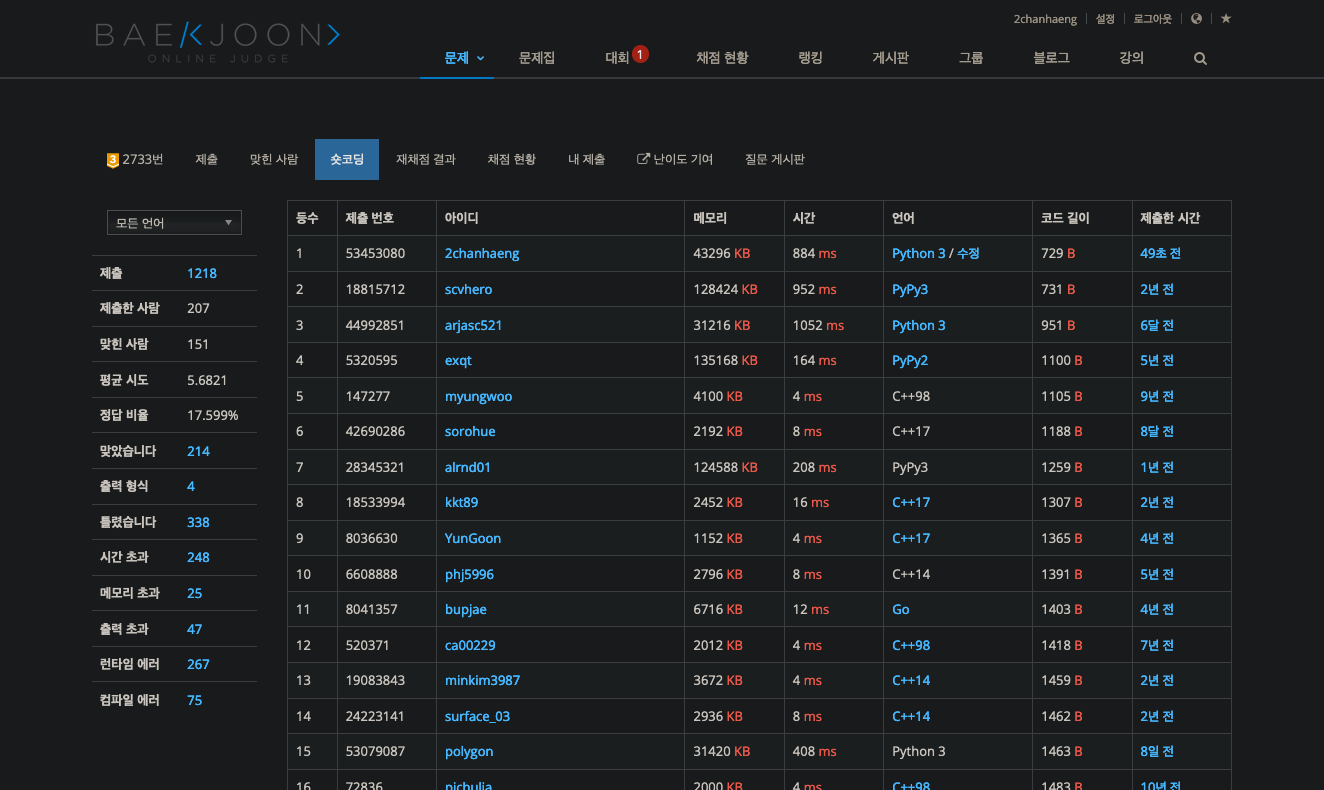 2chanhaeng 설정 로그아웃
BAE/<JOON>
ONLINE JUDGE
문제 문제집 대회 1 채점 현황 랭킹 게시판 그룹 블로그 강의
3 2733번 제출 맞힌 사람 숏코딩 재채점 결과 채점 현황 내 제출 난이도 기여 질문 게시판
모든 언어
제출 1218
제출한 사람 207
맞힌 사람 151
평균 시도 5.6821
정답 비율 17.599%
맞았습니다 214
출력 형식 4
틀렸습니다 338
시간 초과 248
메모리 초과 25
출력 초과 47
런타임 에러 267
컴파일 에러 75
등수 제출 번호 아이디 메모리 시간 언어 코드 길이 제출한 시간
1 53453080 2chanhaeng 43296 KB 884 ms Python 3 / 수정 729 B 49초 전
2 18815712 scvhero 128424 KB 952 ms PyPy3 731 B 2년 전
3 44992851 arjasc521 31216 KB 1052 ms Python 3 951 B 6달 전
4 5320595 exqt 135168 KB 164 ms PyPy2 1100 B 5년 전
5 147277 myungwoo 4100 KB 4 ms C++98 1105 B 9년 전
6 42690286 sorohue 2192 KB 8 ms C++17 1188 B 8달 전
7 28345321 alrnd01 124588 KB 208 ms PyPy3 1259 B 1년 전
8 18533994 kkt89 2452 KB 16 ms C++17 1307 B 2년 전
9 8036630 YunGoon 1152 KB 4 ms C++17 1365 B 4년 전
10 6608888 phj5996 2796 KB 8 ms C++14 1391 B 5년 전
11 8041357 bupjae 6716 KB 12 ms Go 1403 B 4년 전
12 520371 ca00229 2012 KB 4 ms C++98 1418 B 7년 전
13 19083843 minkim3987 3672 KB 4 ms C++14 1459 B 2년 전
14 24223141 surface_03 2936 KB 8 ms C++14 1462 B 2년 전
15 53079087 polygon 31420 KB 408 ms Python 3 1463 B 8일 전
16 72836 pichulia 2000 KB 4 ms C++98 1483 B 10년 전